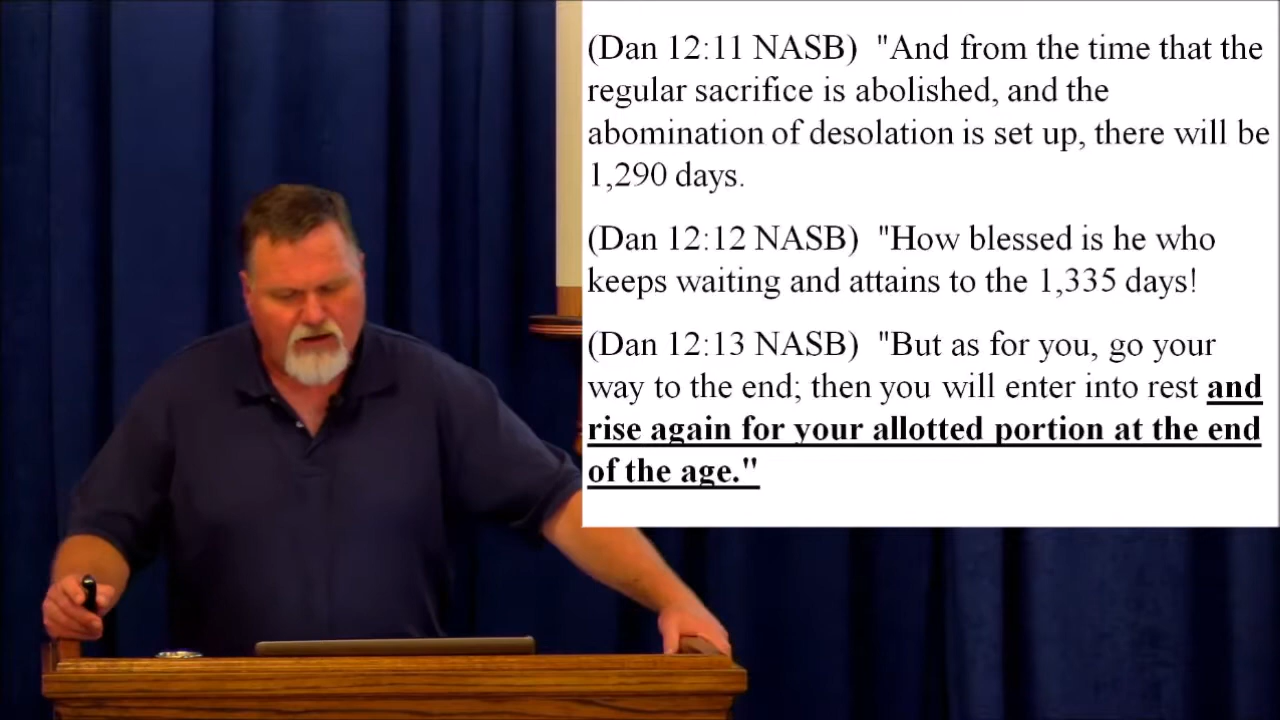 (Dan 12:11 NASB)  "And from the time that the
regular sacrifice is abolished, and the
abomination of desolation is set up, there will be
1,290 days.
(Dan 12:12 NASB)  "How blessed is he who
keeps waiting and attains to the 1,335 days!
(Dan 12:13 NASB)  "But as for you, go your
way to the end; then you will enter into rest and
rise again for your allotted portion at the end
of the age."